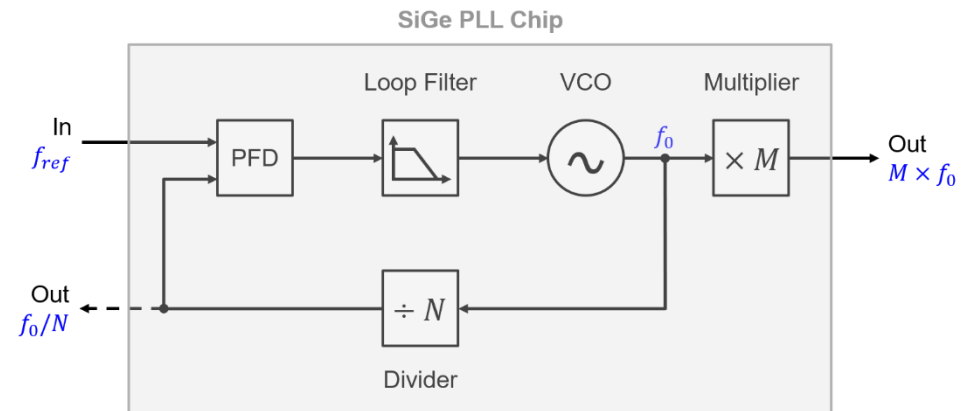 SiGe PLL Chip
Loop Filter
VCO
Multiplier
In
f_ref
PFD
f_0
× M
Out
M × f_0
Out
f_0/N
÷ N
Divider